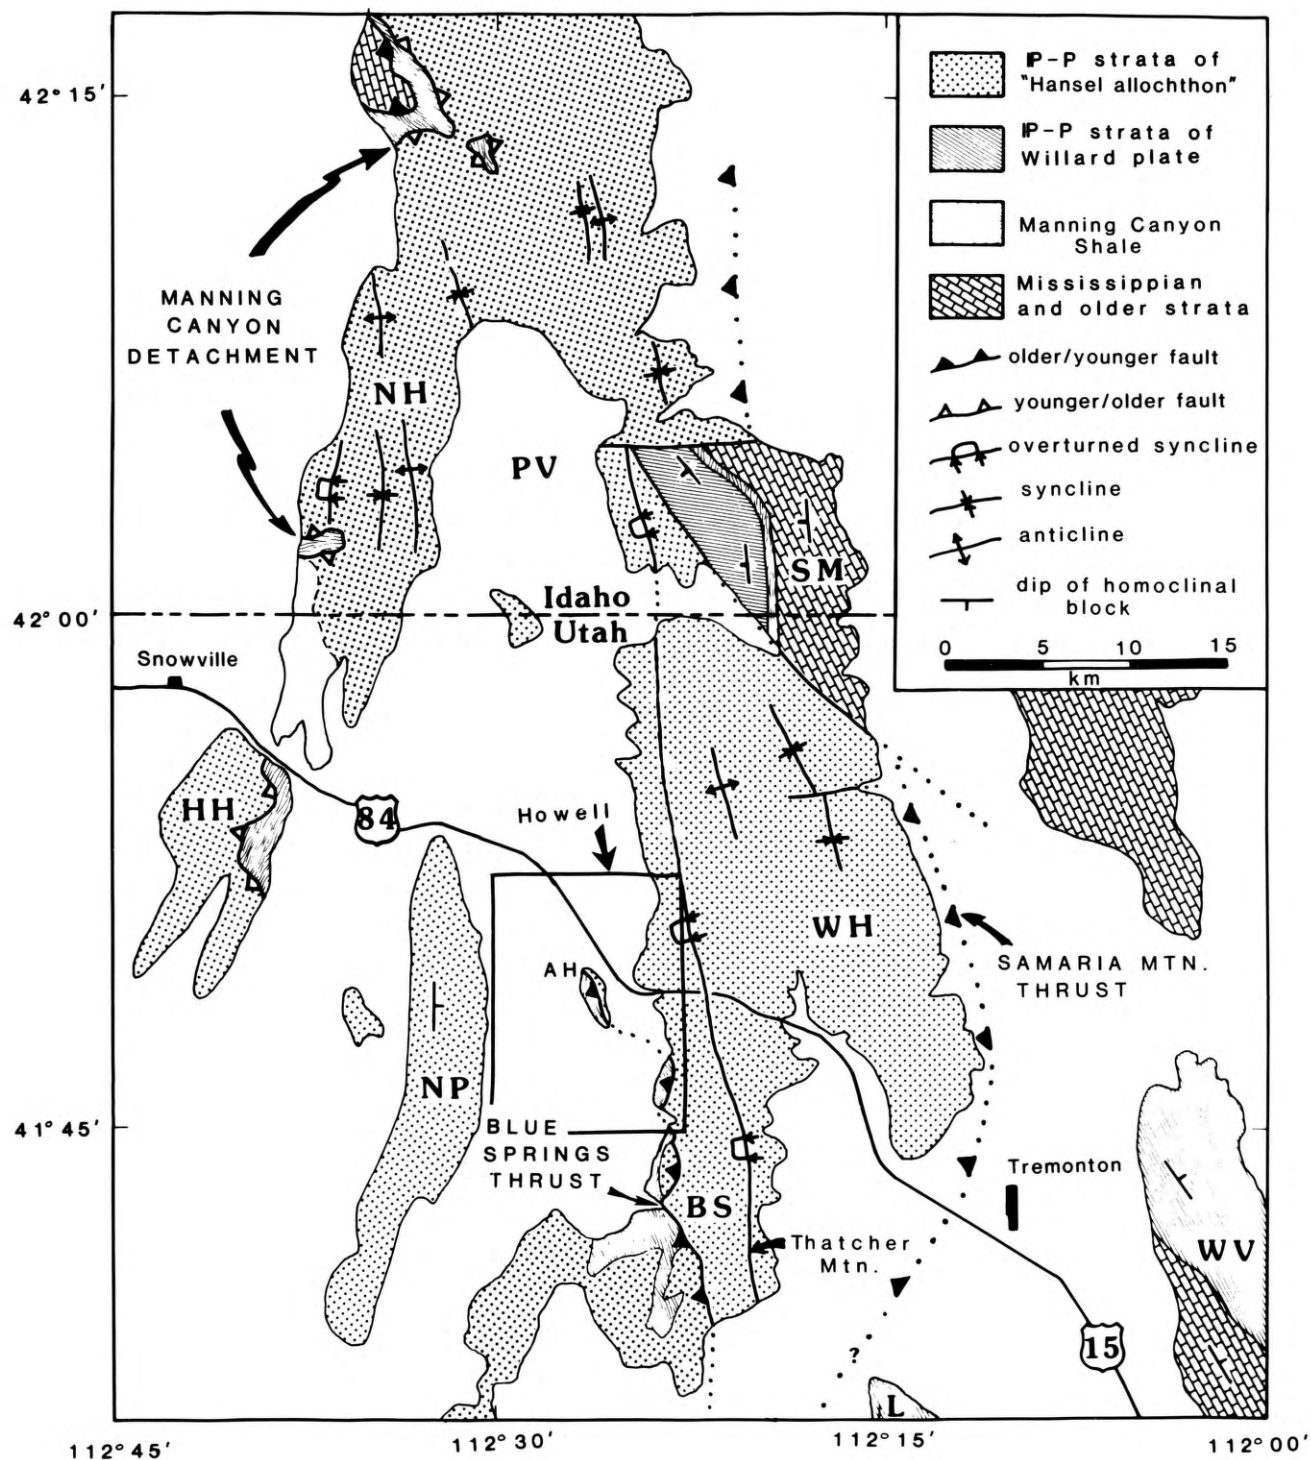 42° 15′
42° 00′
41° 45′
112° 45′
112° 30′
112° 15′
112° 00′
MANNING
CANYON
DETACHMENT
NH
PV
SM
Idaho
Utah
Snowville
HH
84
Howell
AH
NP
WH
SAMARIA MTN.
THRUST
BLUE
SPRINGS
THRUST
BS
Thatcher
Mtn.
Tremonton
WV
15
?
L
IP-P strata of
"Hansel allochthon"
IP-P strata of
Willard plate
Manning Canyon
Shale
Mississippian
and older strata
older/younger fault
younger/older fault
overturned syncline
syncline
anticline
dip of homoclinal
block
0 5 10 15
km